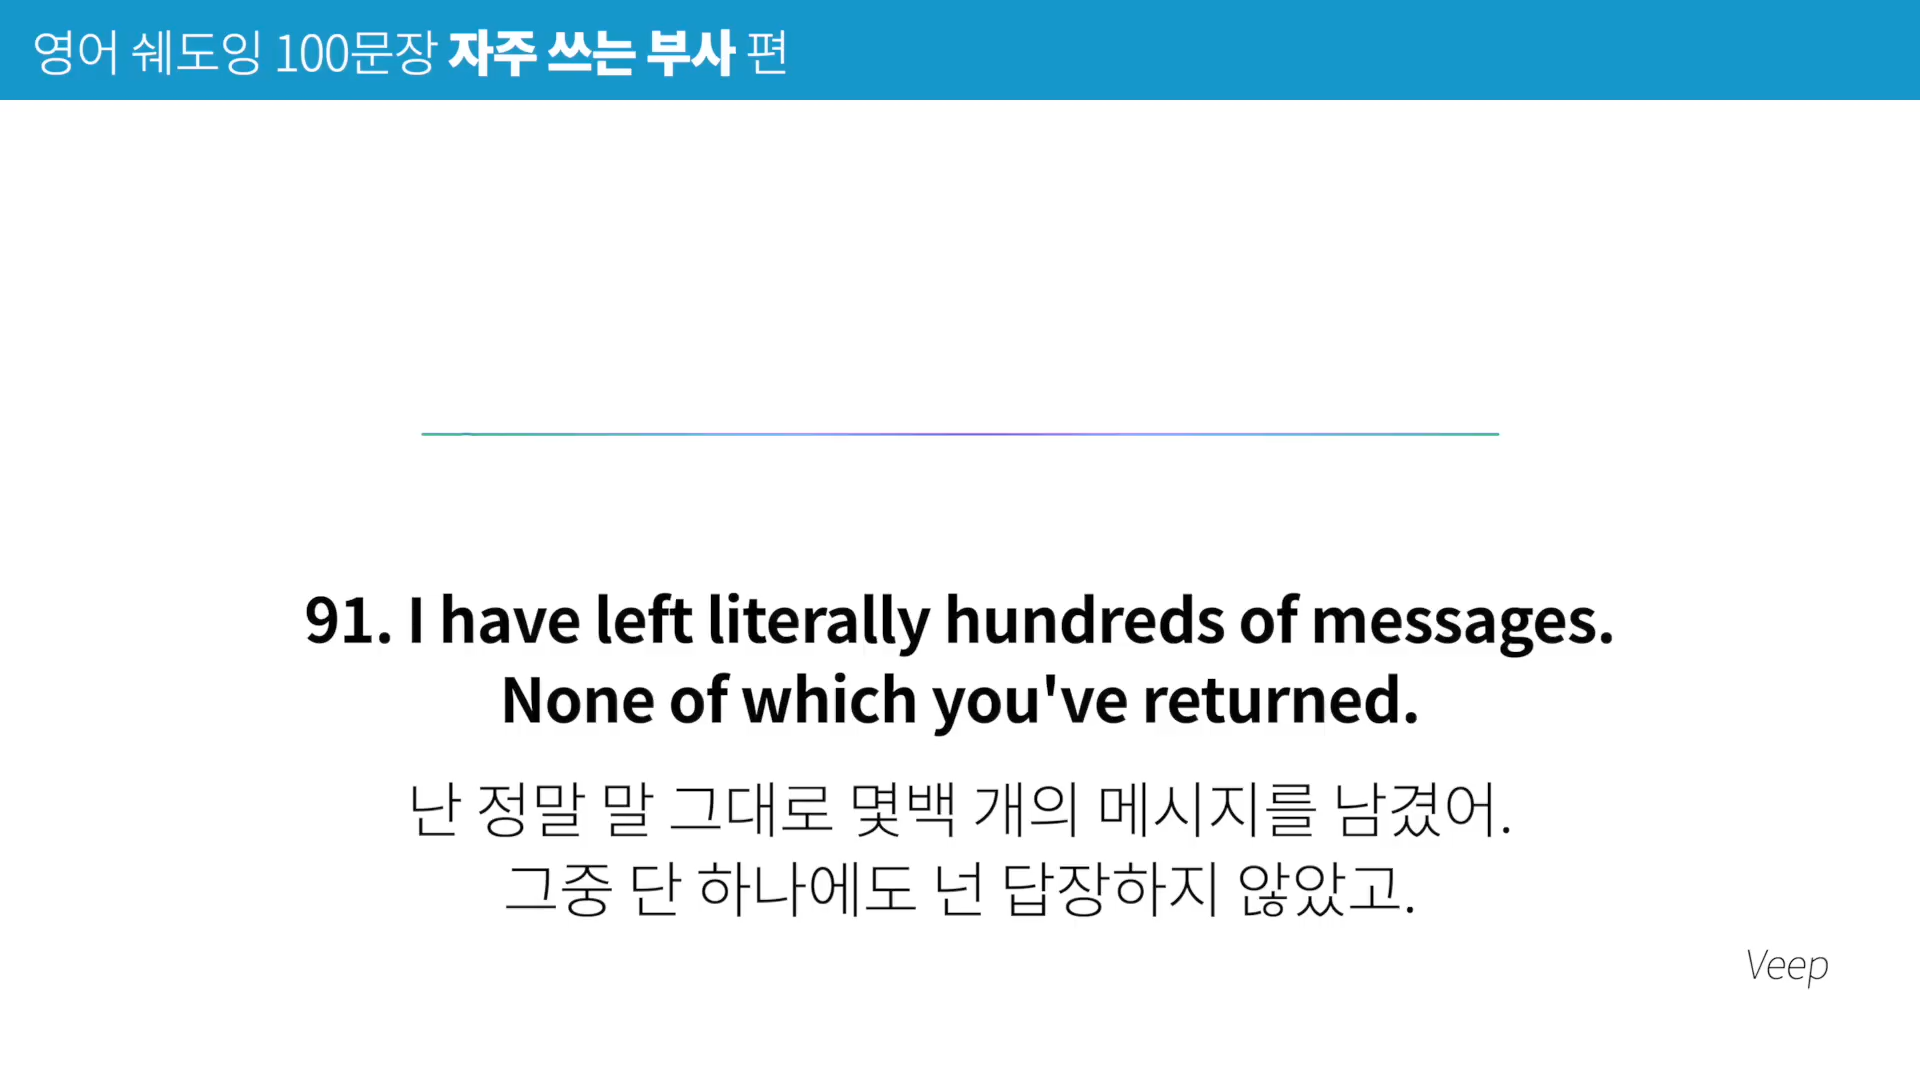 영어 쉐도잉 100문장 자주 쓰는 부사 편
91. I have left literally hundreds of messages.
None of which you've returned.
난 정말 말 그대로 몇백 개의 메시지를 남겼어.
그중 단 하나에도 넌 답장하지 않았고.
Veep